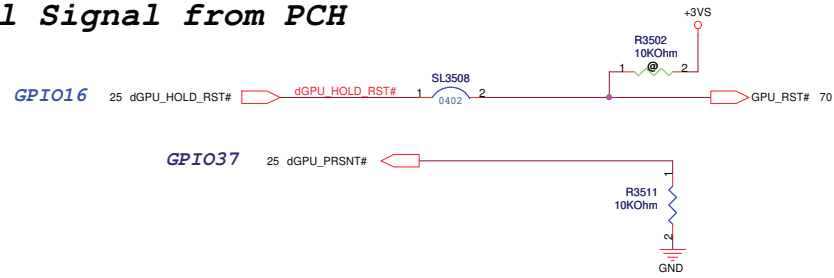 l Signal from PCH
+3VS
R3502
10KOhm
1 @ 2
SL3508
GPIO16 25 dGPU_HOLD_RST# dGPU_HOLD_RST# 1 2 GPU_RST# 70
0402
GPIO37 25 dGPU_PRSNT#
1
R3511
10KOhm
2
GND